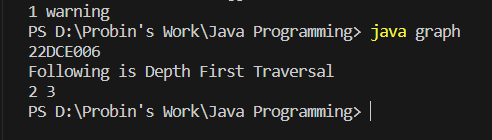 1 warning
PS D:\Probin's Work\Java Programming> java graph
22DCE006
Following is Depth First Traversal
2 3
PS D:\Probin's Work\Java Programming>